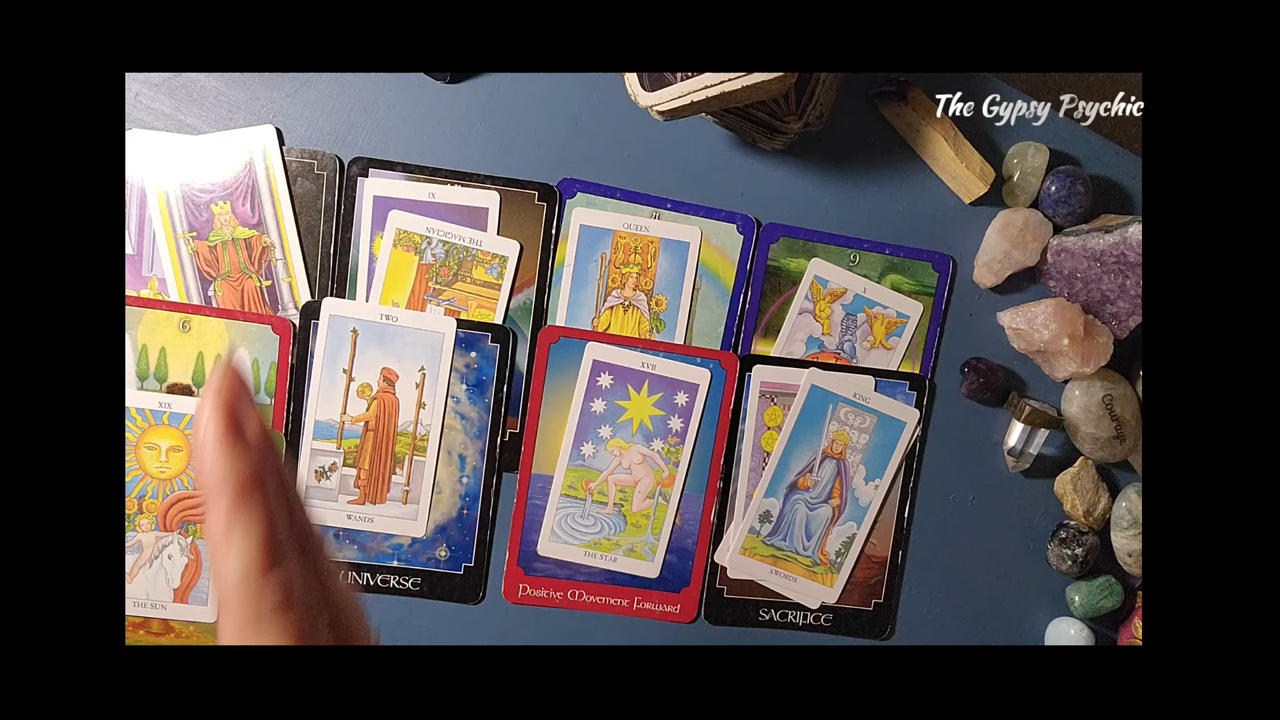 The Gypsy Psychic
IX
THE MAGICIAN
QUEEN
9
X
6
TWO
XVII
KING
XIX
Courage
WANDS
THE STAR
SWORDS
UNIVERSE
THE SUN
Positive Movement Forward
SACRIFICE